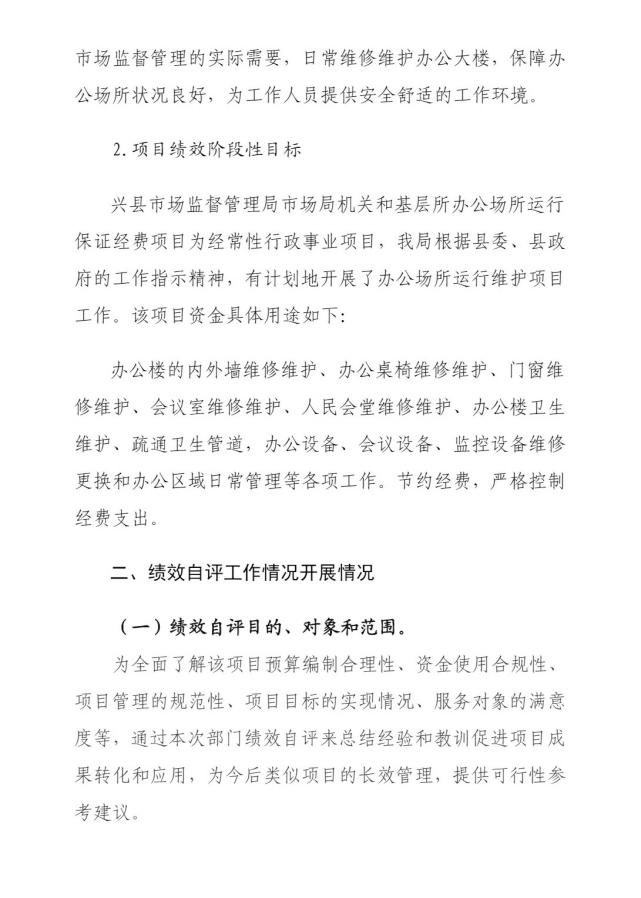 市场监督管理的实际需要，日常维修维护办公大楼，保障办
公场所状况良好，为工作人员提供安全舒适的工作环境。
2.项目绩效阶段性目标
兴县市场监督管理局市场局机关和基层所办公场所运行
保证经费项目为经常性行政事业项目，我局根据县委、县政
府的工作指示精神，有计划地开展了办公场所运行维护项目
工作。该项目资金具体用途如下：
办公楼的内外墙维修维护、办公桌椅维修维护、门窗维
修维护、会议室维修维护、人民会堂维修维护、办公楼卫生
维护、疏通卫生管道，办公设备、会议设备、监控设备维修
更换和办公区域日常管理等各项工作。节约经费，严格控制
经费支出。
二、绩效自评工作情况开展情况
（一）绩效自评目的、对象和范围。
为全面了解该项目预算编制合理性、资金使用合规性、
项目管理的规范性、项目目标的实现情况、服务对象的满意
度等，通过本次部门绩效自评来总结经验和教训促进项目成
果转化和应用，为今后类似项目的长效管理，提供可行性参
考建议。